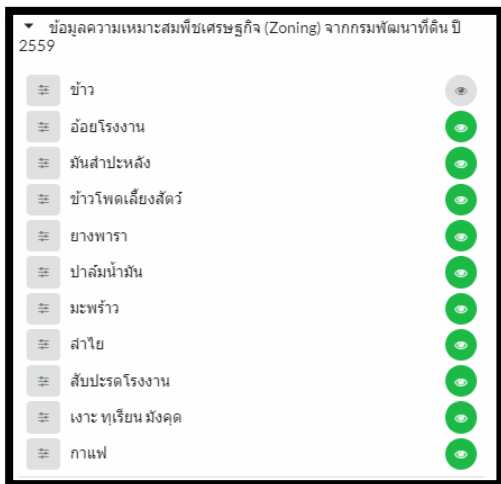 ข้อมูลความเหมาะสมพืชเศรษฐกิจ (Zoning) จากกรมพัฒนาที่ดิน ปี
2559
ข้าว
อ้อยโรงงาน
มันสำปะหลัง
ข้าวโพดเลี้ยงสัตว์
ยางพารา
ปาล์มน้ำมัน
มะพร้าว
ลำไย
สับปะรดโรงงาน
เงาะ ทุเรียน มังคุด
กาแฟ